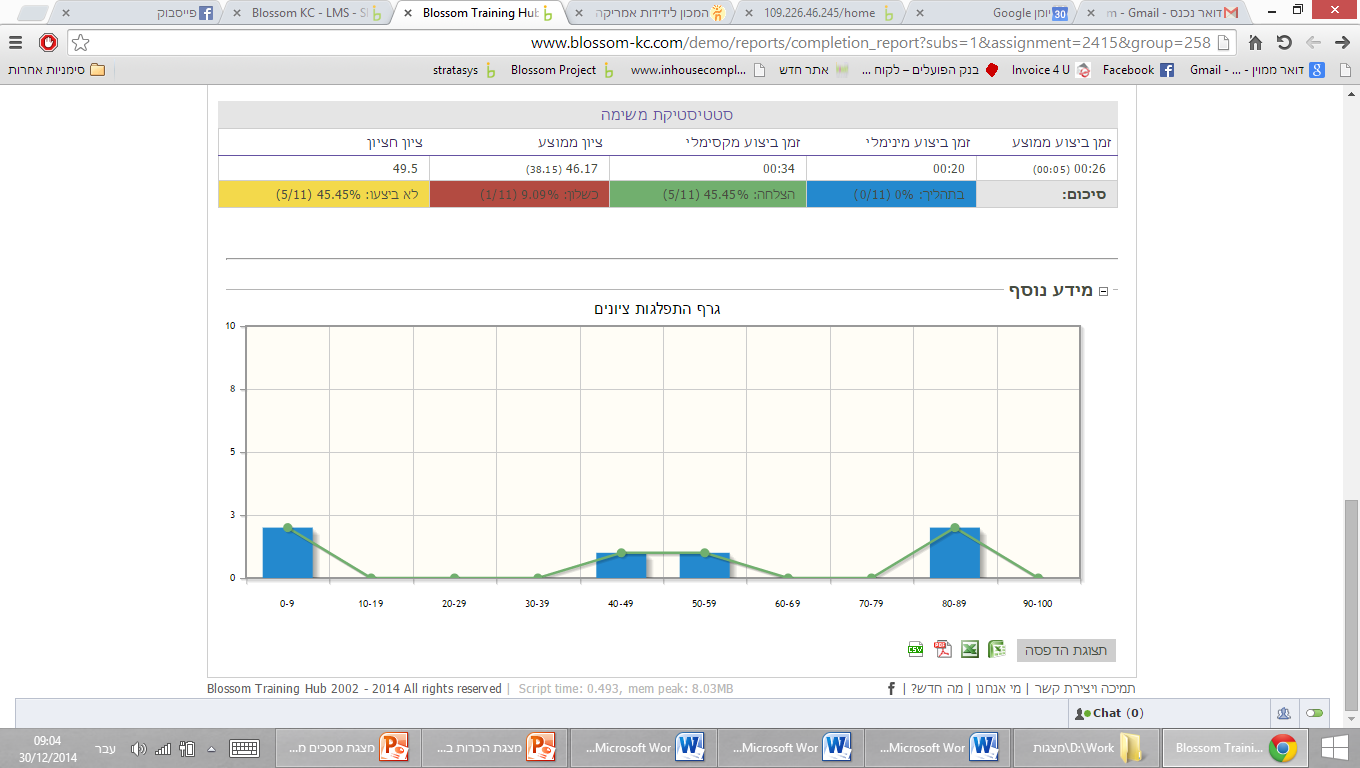 פייסבוק
Blossom KC - LMS - S
Blossom Training Hub
המכון לידידות אמריקה
109.226.46.245/home
יומן Google
דואר נכנס - Gmail - m
www.blossom-kc.com/demo/reports/completion_report?subs=1&assignment=2415&group=258
סימניות אחרות
stratasys
Blossom Project
www.inhousecompl...
אתר חדש
בנק הפועלים – לקוח ...
Invoice 4 U
Facebook
דואר ממוין - ... - Gmail
סטטיסטיקת משימה
זמן ביצוע ממוצע זמן ביצוע מינימלי זמן ביצוע מקסימלי ציון ממוצע ציון חציון
00:26 (00:05) 00:20 00:34 46.17 (38.15) 49.5
סיכום: בתהליך: 0% (0/11) הצלחה: 45.45% (5/11) כשלון: 9.09% (1/11) לא ביצעו: 45.45% (5/11)
מידע נוסף
גרף התפלגות ציונים
10
8
5
3
0
0-9 10-19 20-29 30-39 40-49 50-59 60-69 70-79 80-89 90-100
תצוגת הדפסה
CSV
Blossom Training Hub 2002 - 2014 All rights reserved | Script time: 0.493, mem peak: 8.03MB
תמיכה ויצירת קשר | מי אנחנו | מה חדש? |
Chat (0)
09:04
30/12/2014
עבר
מצגת מסכים מ...
מצגת הכרות ב...
Microsoft Wor...
Microsoft Wor...
Microsoft Wor...
D:\Work\מצגות
Blossom Traini...